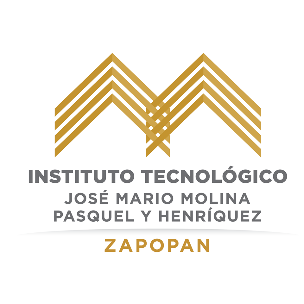 INSTITUTO TECNOLÓGICO
JOSÉ MARIO MOLINA
PASQUEL Y HENRÍQUEZ
ZAPOPAN